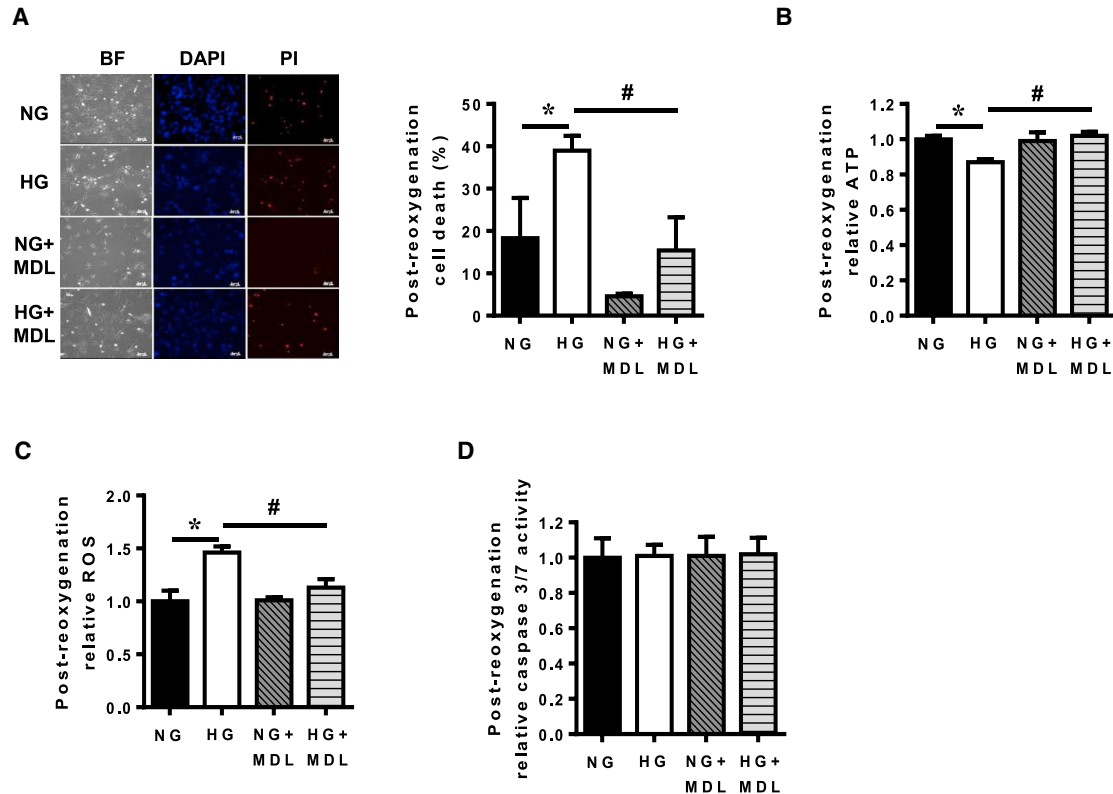 A
BF DAPI PI
NG
HG
NG+
MDL
HG+
MDL
Post-reoxygenation
cell death (%)
50
40
30
20
10
0
*
#
NG HG NG+ HG+
MDL MDL
B
Post-reoxygenation
relative ATP
1.2
1.0
0.8
0.6
0.4
0.2
0.0
*
#
NG HG NG+ HG+
MDL MDL
C
Post-reoxygenation
relative ROS
2.0
1.5
1.0
0.5
0.0
*
#
NG HG NG+ HG+
MDL MDL
D
Post-reoxygenation
relative caspase 3/7 activity
1.2
1.0
0.8
0.6
0.4
0.2
0.0
NG HG NG+ HG+
MDL MDL